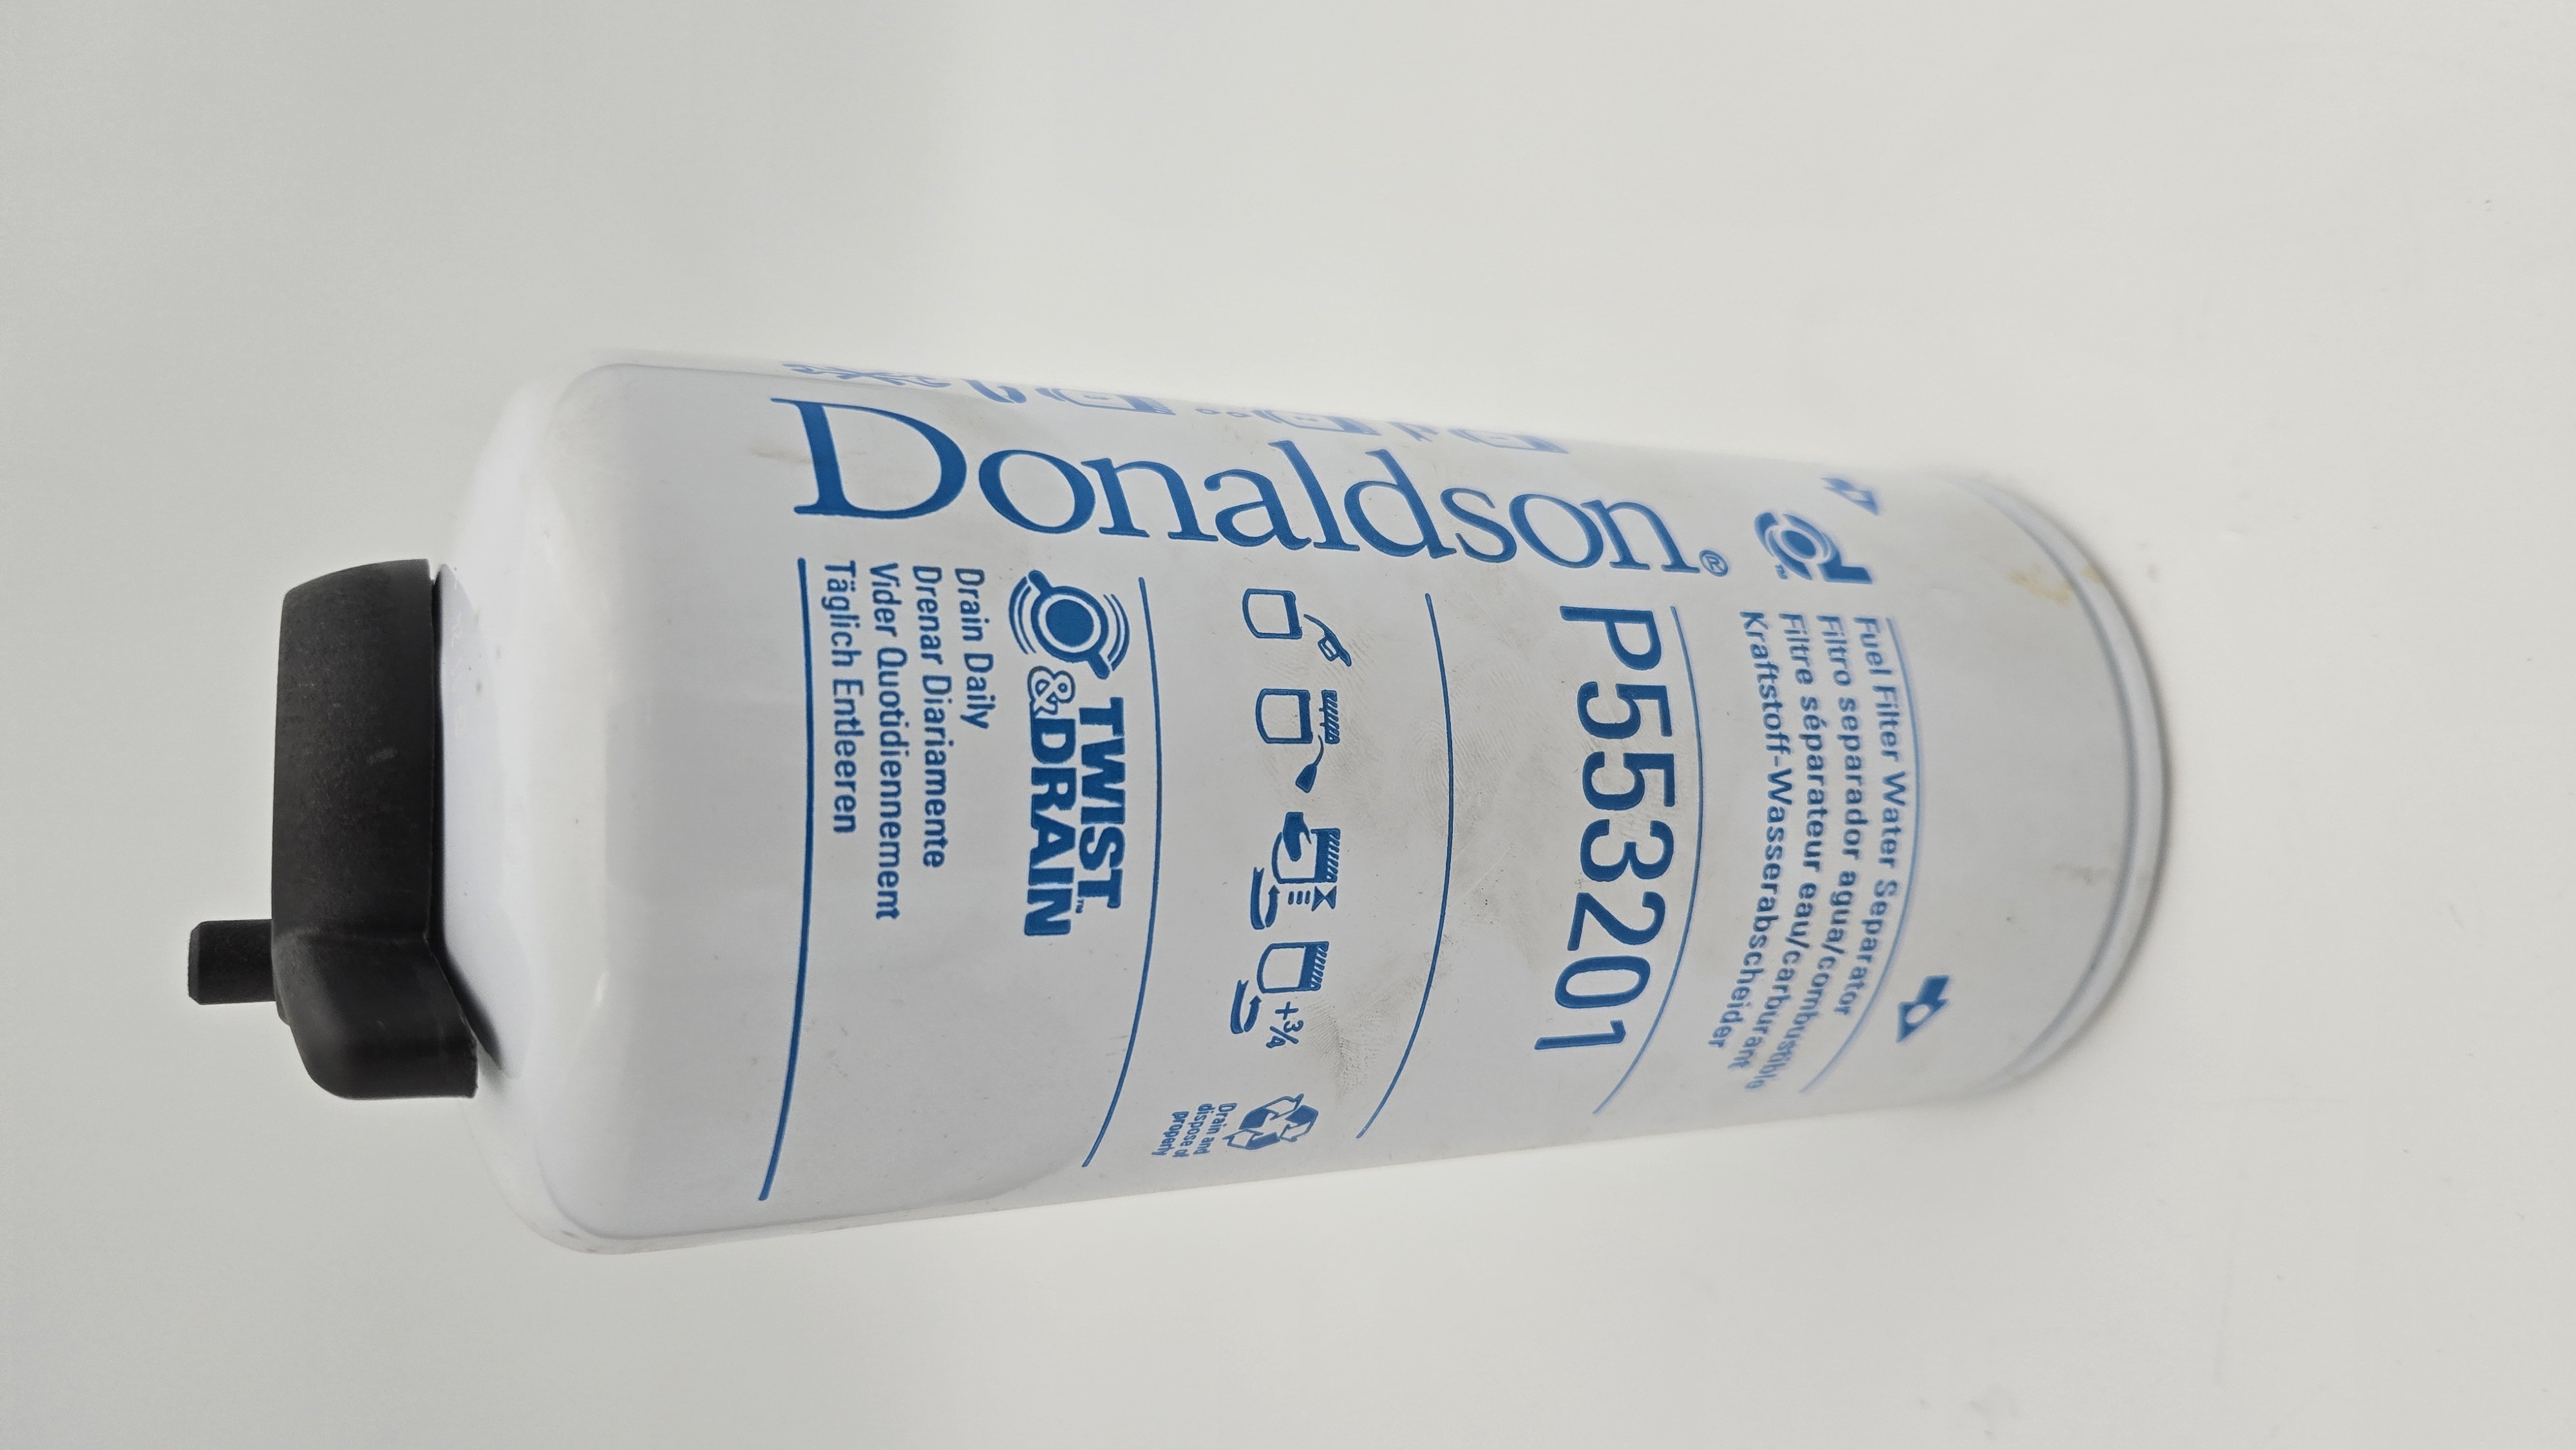 Fuel Filter Water Separator
Filtro separador agua/combustible
Filtre séparateur eau/carburant
Kraftstoff-Wasserabscheider
Donaldson®
P553201
+¾
Drain and
dispose of
properly
TWIST™
&DRAIN
Drain Daily
Drenar Diariamente
Vider Quotidiennement
Täglich Entleeren